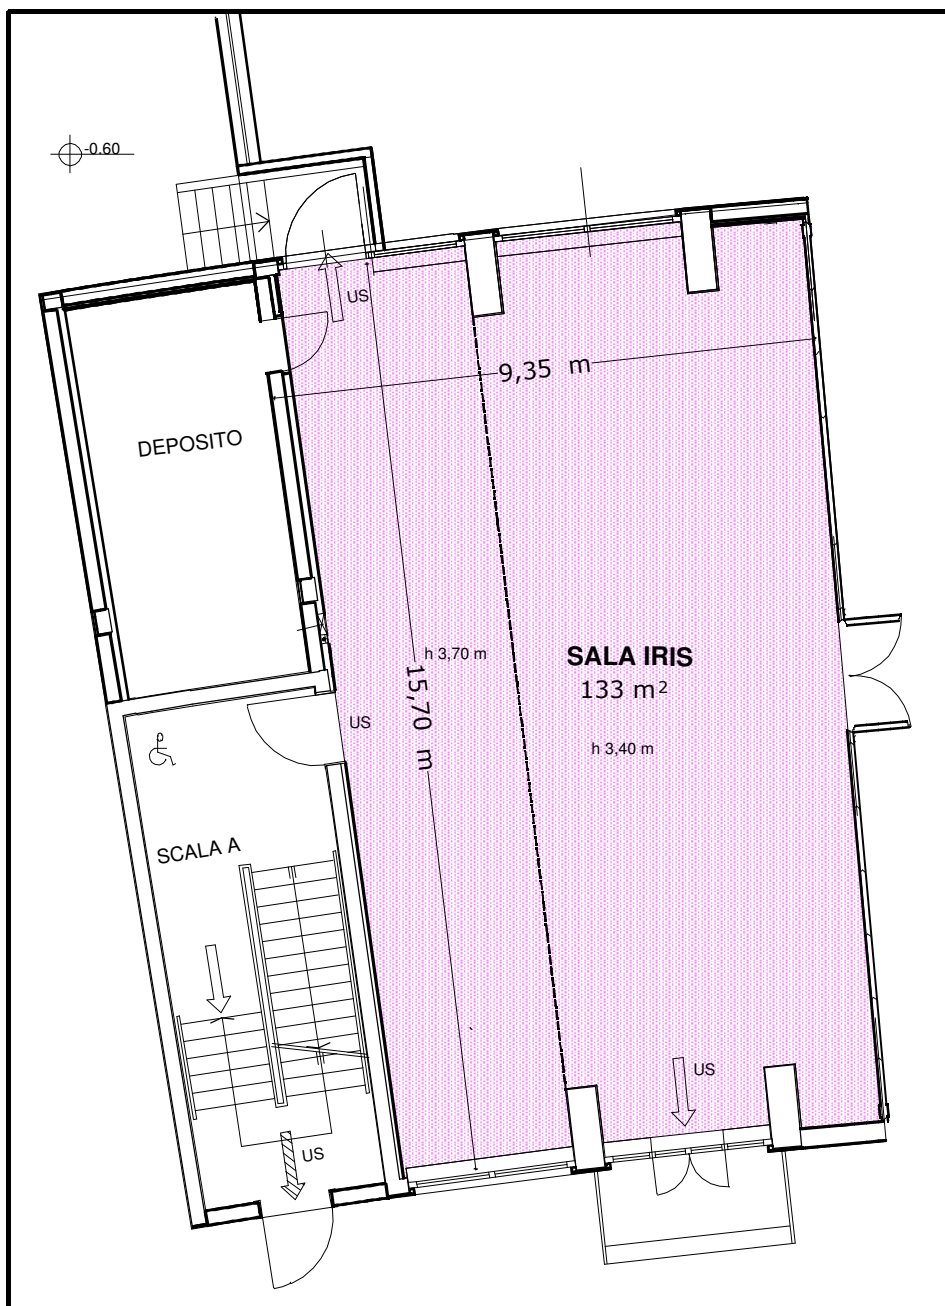 -0.60
US
9,35 m
DEPOSITO
h 3,70 m
SALA IRIS
133 m²
15,70 m
US
h 3,40 m
SCALA A
US
US